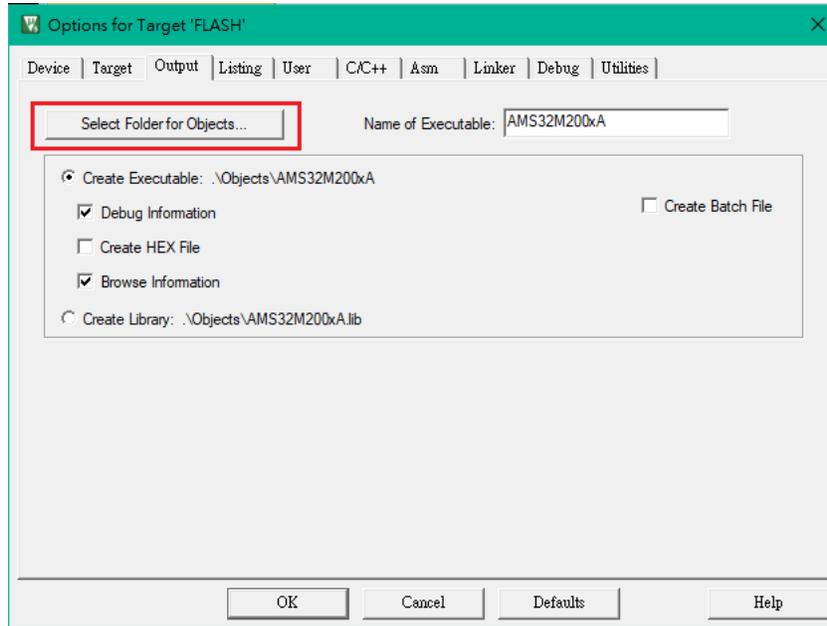 Options for Target 'FLASH'
Device Target Output Listing User C/C++ Asm Linker Debug Utilities
Select Folder for Objects... Name of Executable: AMS32M200xA
Create Executable: .\Objects\AMS32M200xA
Debug Information Create Batch File
Create HEX File
Browse Information
Create Library: .\Objects\AMS32M200xA.lib
OK Cancel Defaults Help